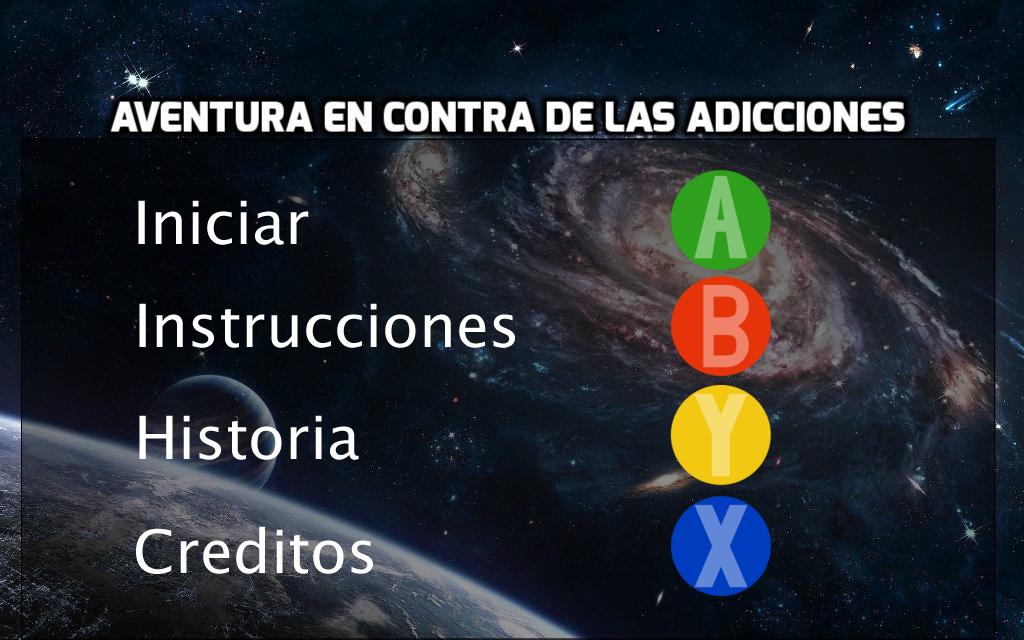 AVENTURA EN CONTRA DE LAS ADICCIONES
Iniciar A
Instrucciones B
Historia Y
Creditos X